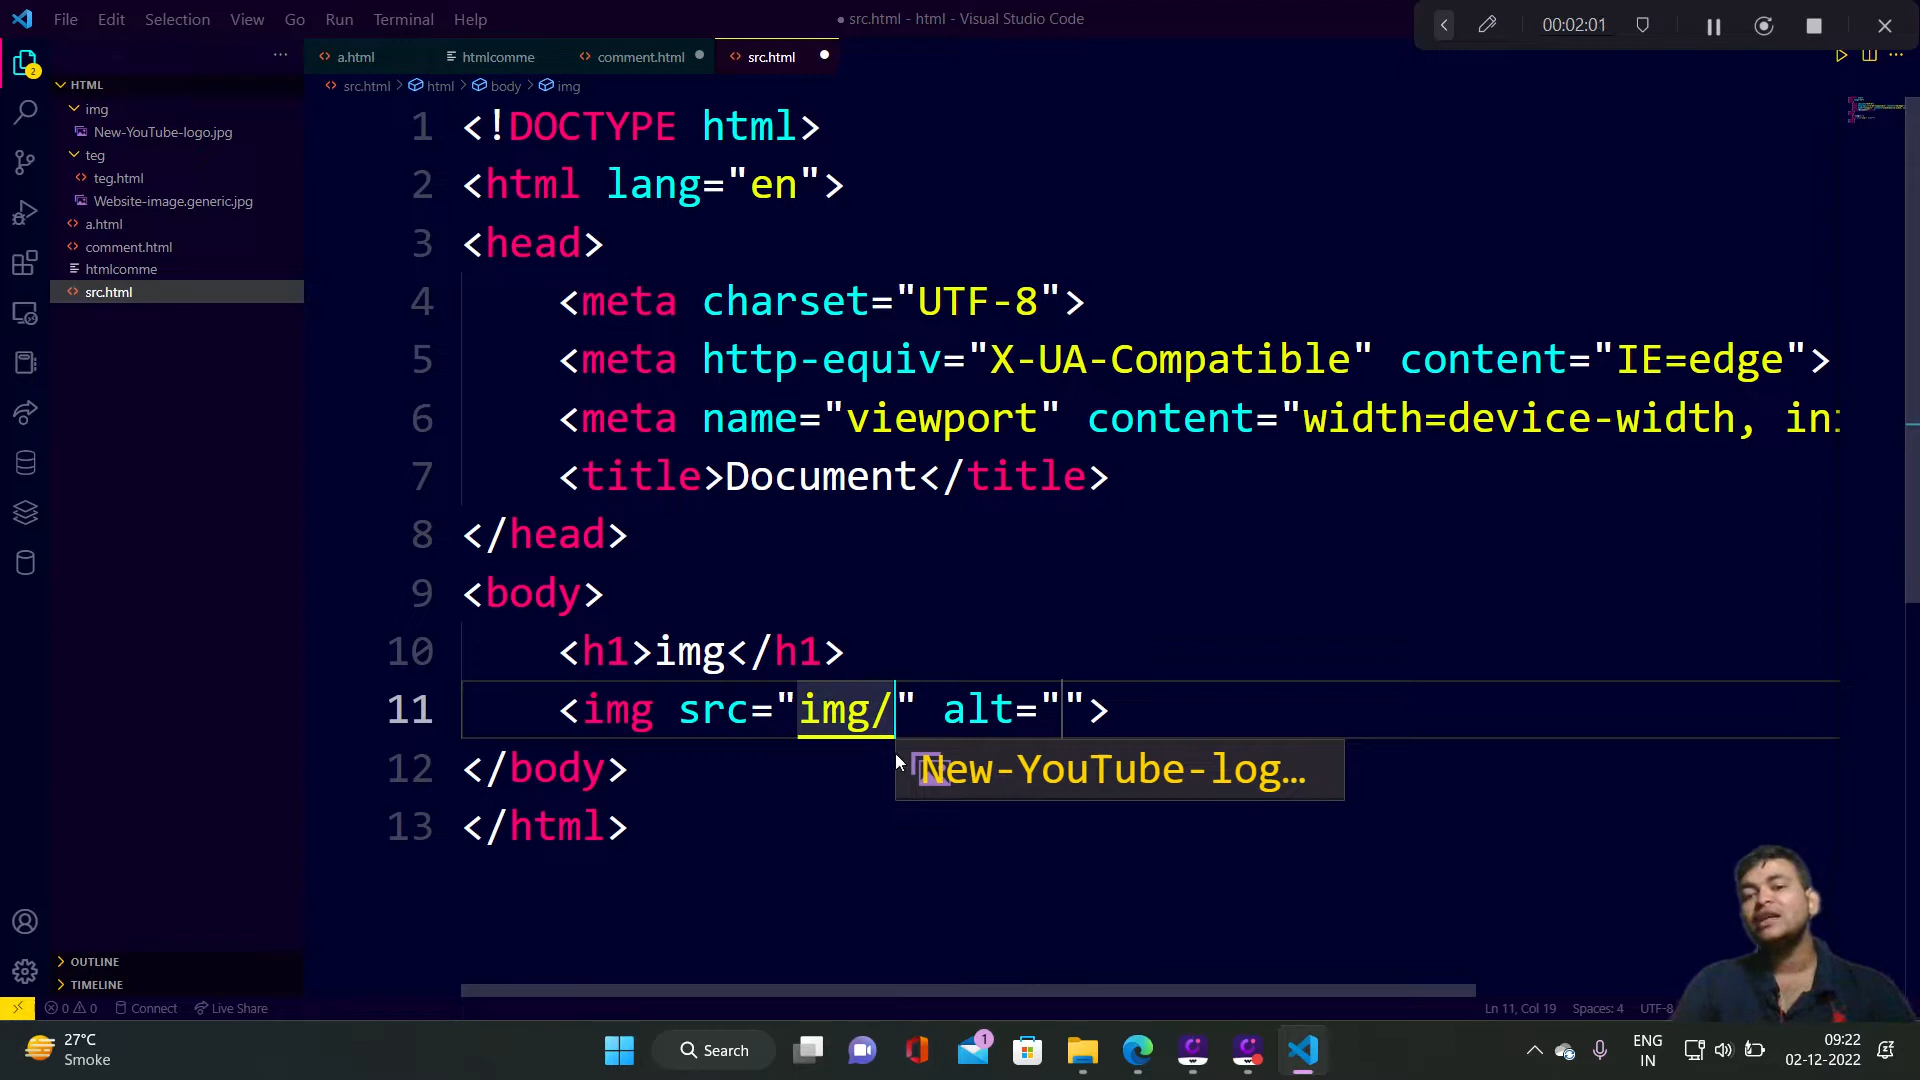 File Edit Selection View Go Run Terminal Help
● src.html - html - Visual Studio Code
00:02:01
a.html
htmlcomme
comment.html
src.html
src.html > html > body > img
2
HTML
img
New-YouTube-logo.jpg
teg
teg.html
Website-image.generic.jpg
a.html
comment.html
htmlcomme
src.html
1 <!DOCTYPE html>
2 <html lang="en">
3 <head>
4 <meta charset="UTF-8">
5 <meta http-equiv="X-UA-Compatible" content="IE=edge">
6 <meta name="viewport" content="width=device-width, in
7 <title>Document</title>
8 </head>
9 <body>
10 <h1>img</h1>
11 <img src="img/" alt="">
New-YouTube-log…
12 </body>
13 </html>
OUTLINE
TIMELINE
0 0 Connect Live Share
Ln 11, Col 19 Spaces: 4 UTF-8
27°C
Smoke
Search
1
ENG
IN
09:22
02-12-2022